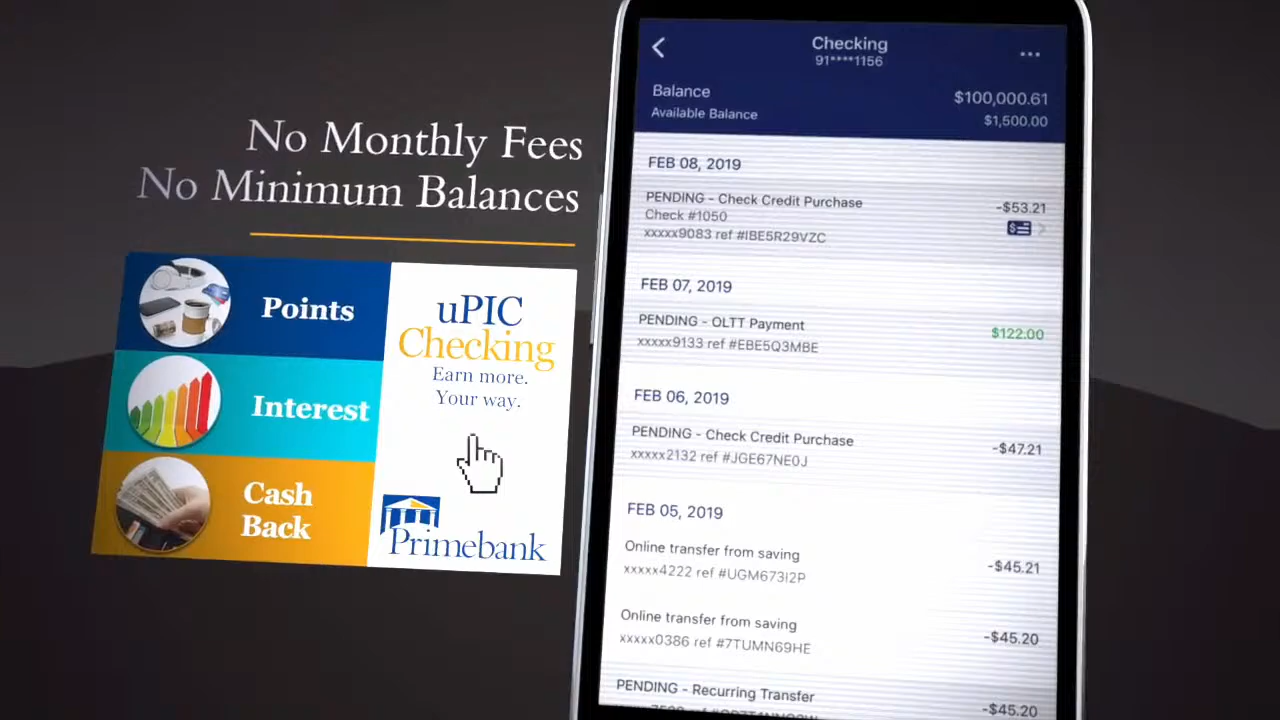 No Monthly Fees
No Minimum Balances
Points
Interest
Cash
Back
uPIC
Checking
Earn more.
Your way.
Primebank
Checking
91****1156
Balance $100,000.61
Available Balance $1,500.00
FEB 08, 2019
PENDING - Check Credit Purchase -$53.21
Check #1050
xxxxx9083 ref #IBE5R29VZC
FEB 07, 2019
PENDING - OLTT Payment $122.00
xxxxx9133 ref #EBE5Q3MBE
FEB 06, 2019
PENDING - Check Credit Purchase -$47.21
xxxxx2132 ref #JGE67NE0J
FEB 05, 2019
Online transfer from saving -$45.21
xxxxx4222 ref #UGM673I2P
Online transfer from saving -$45.20
xxxxx0386 ref #7TUMN69HE
PENDING - Recurring Transfer -$45.20